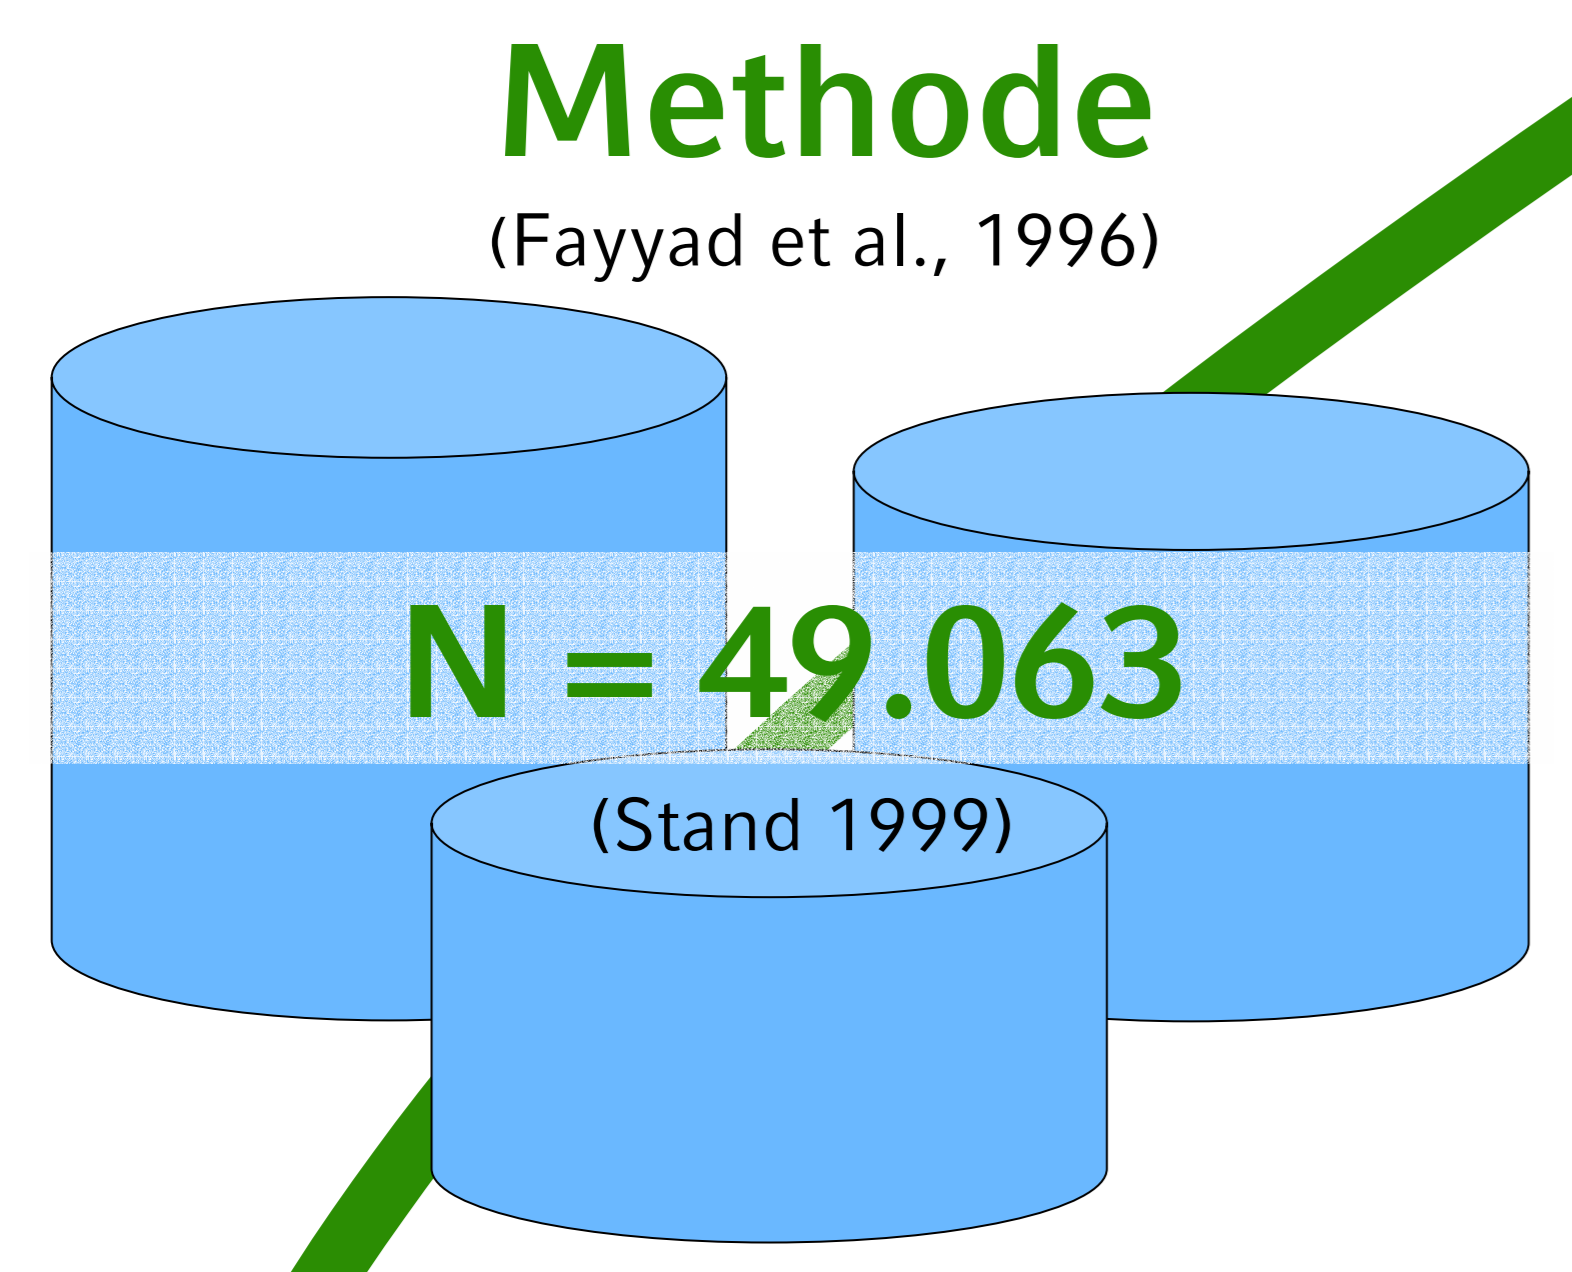 Methode
(Fayyad et al., 1996)
N = 49.063
(Stand 1999)